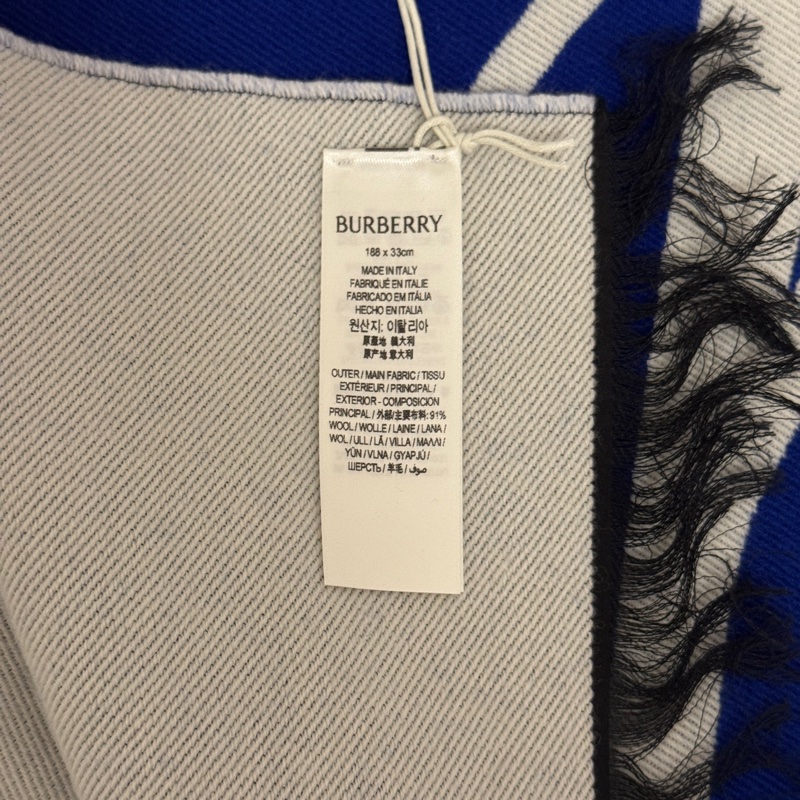 BURBERRY
188 x 33cm
MADE IN ITALY
FABRIQUÉ EN ITALIE
FABRICADO EM ITÁLIA
HECHO EN ITALIA
원산지: 이탈리아
原產地 義大利
原产地 意大利
OUTER / MAIN FABRIC / TISSU
EXTÉRIEUR / PRINCIPAL /
EXTERIOR - COMPOSICION
PRINCIPAL / 外部/主要布料: 91%
WOOL / WOLLE / LAINE / LANA /
WOL / ULL / LÃ / VILLA / ΜΑΛΛΙ /
YÜN / VLNA / GYAPJÚ /
ШЕРСТЬ / 羊毛 / صوف